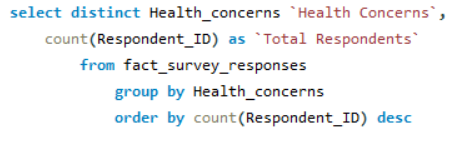 select distinct Health_concerns `Health Concerns`,
count(Respondent_ID) as `Total Respondents`
from fact_survey_responses
group by Health_concerns
order by count(Respondent_ID) desc